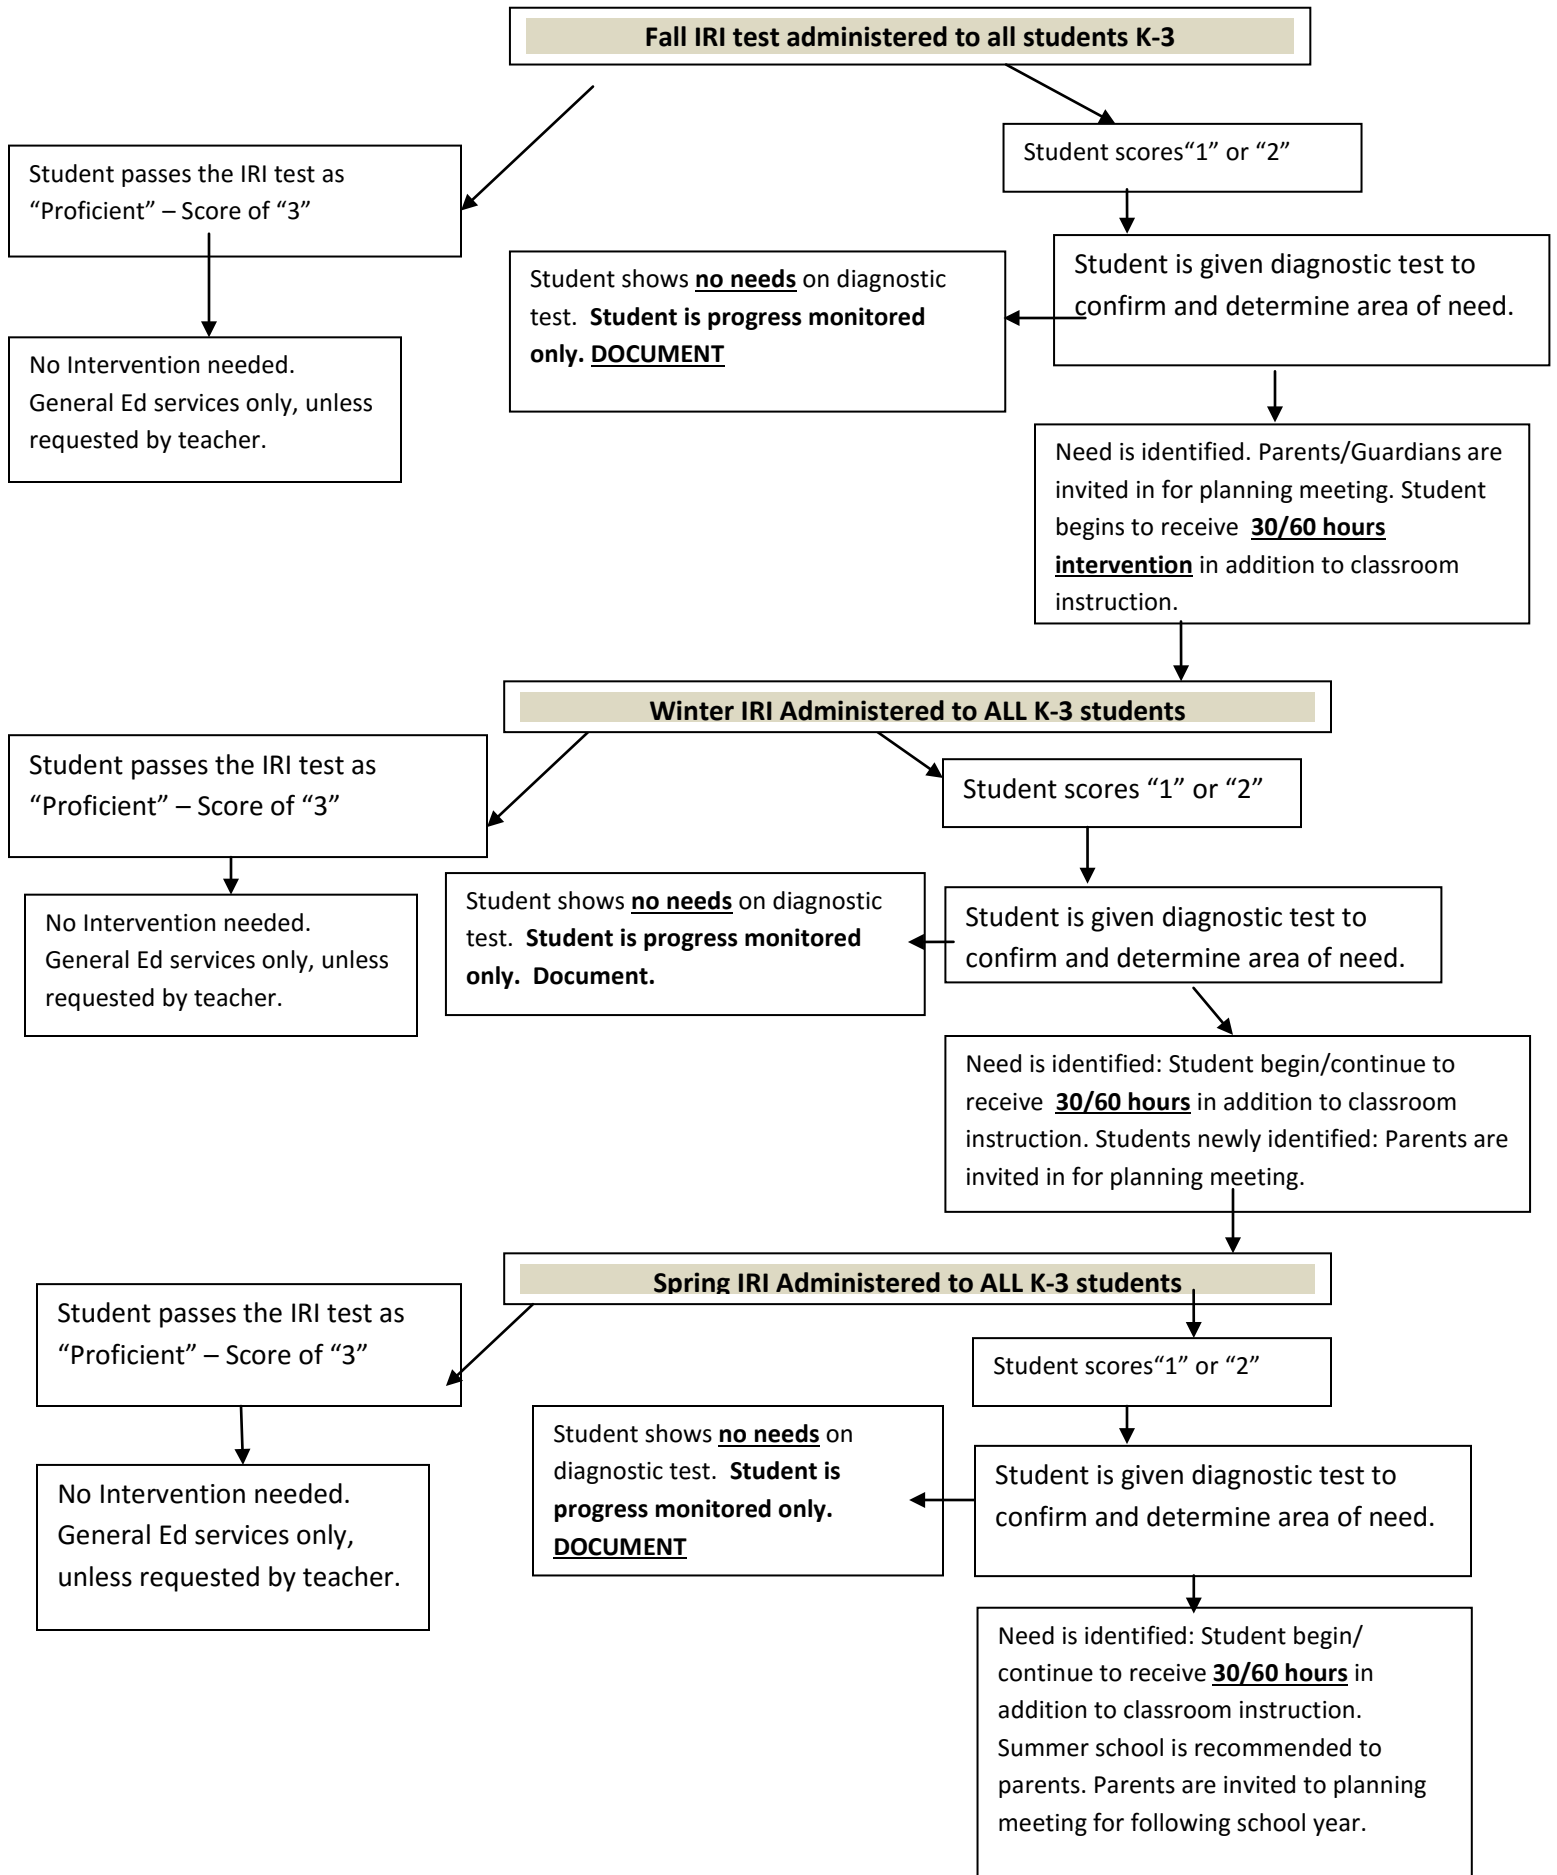 Fall IRI test administered to all students K-3
Student passes the IRI test as
“Proficient” – Score of “3”
Student scores“1” or “2”
Student is given diagnostic test to
confirm and determine area of need.
Student shows no needs on diagnostic
test.  Student is progress monitored
only. DOCUMENT
No Intervention needed.
General Ed services only, unless
requested by teacher.
Need is identified. Parents/Guardians are
invited in for planning meeting. Student
begins to receive  30/60 hours
intervention in addition to classroom
instruction.
Winter IRI Administered to ALL K-3 students
Student passes the IRI test as
“Proficient” – Score of “3”
Student scores “1” or “2”
No Intervention needed.
General Ed services only, unless
requested by teacher.
Student shows no needs on diagnostic
test.  Student is progress monitored
only.  Document.
Student is given diagnostic test to
confirm and determine area of need.
Need is identified: Student begin/continue to
receive  30/60 hours in addition to classroom
instruction. Students newly identified: Parents are
invited in for planning meeting.
Spring IRI Administered to ALL K-3 students
Student passes the IRI test as
“Proficient” – Score of “3”
Student scores“1” or “2”
Student shows no needs on
diagnostic test.  Student is
progress monitored only.
DOCUMENT
Student is given diagnostic test to
confirm and determine area of need.
No Intervention needed.
General Ed services only,
unless requested by teacher.
Need is identified: Student begin/
continue to receive 30/60 hours in
addition to classroom instruction.
Summer school is recommended to
parents. Parents are invited to planning
meeting for following school year.